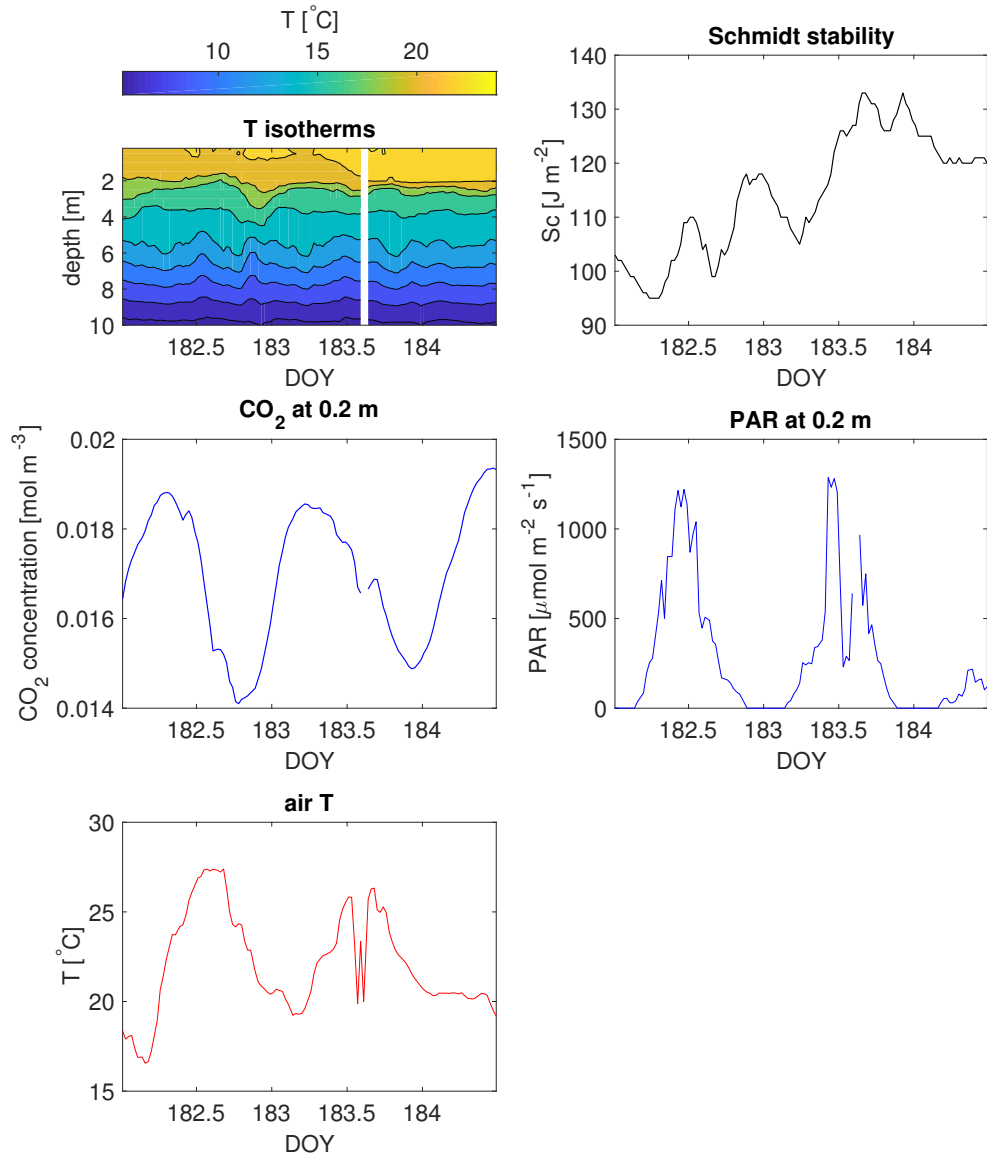 T [°C]
10 15 20
T isotherms
depth [m]
2
4
6
8
10
182.5 183 183.5 184
DOY
Schmidt stability
Sc [J m⁻²]
140
130
120
110
100
90
182.5 183 183.5 184
DOY
CO₂ at 0.2 m
CO₂ concentration [mol m⁻³]
0.02
0.018
0.016
0.014
182.5 183 183.5 184
DOY
PAR at 0.2 m
PAR [μmol m⁻² s⁻¹]
1500
1000
500
0
182.5 183 183.5 184
DOY
air T
T [°C]
30
25
20
15
182.5 183 183.5 184
DOY